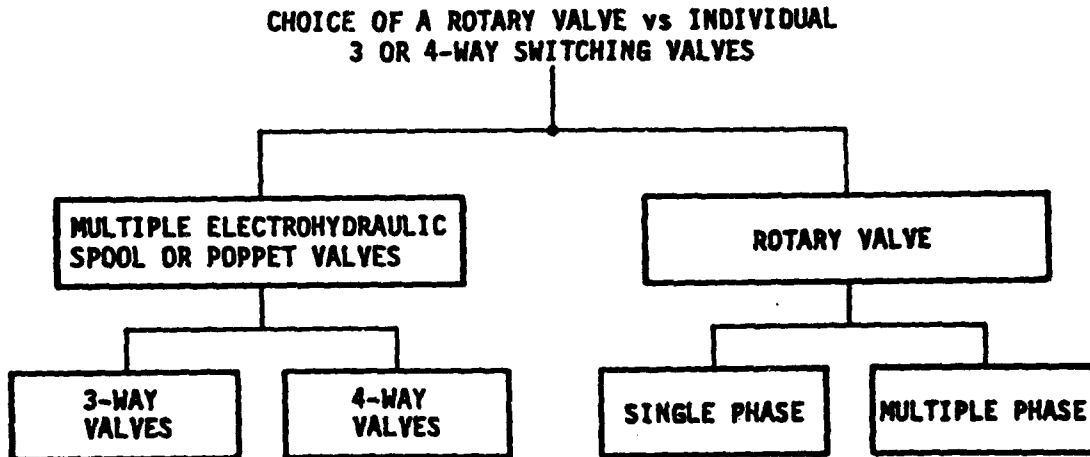 CHOICE OF A ROTARY VALVE vs INDIVIDUAL
3 OR 4-WAY SWITCHING VALVES
MULTIPLE ELECTROHYDRAULIC
SPOOL OR POPPET VALVES
ROTARY VALVE
3-WAY
VALVES
4-WAY
VALVES
SINGLE PHASE
MULTIPLE PHASE